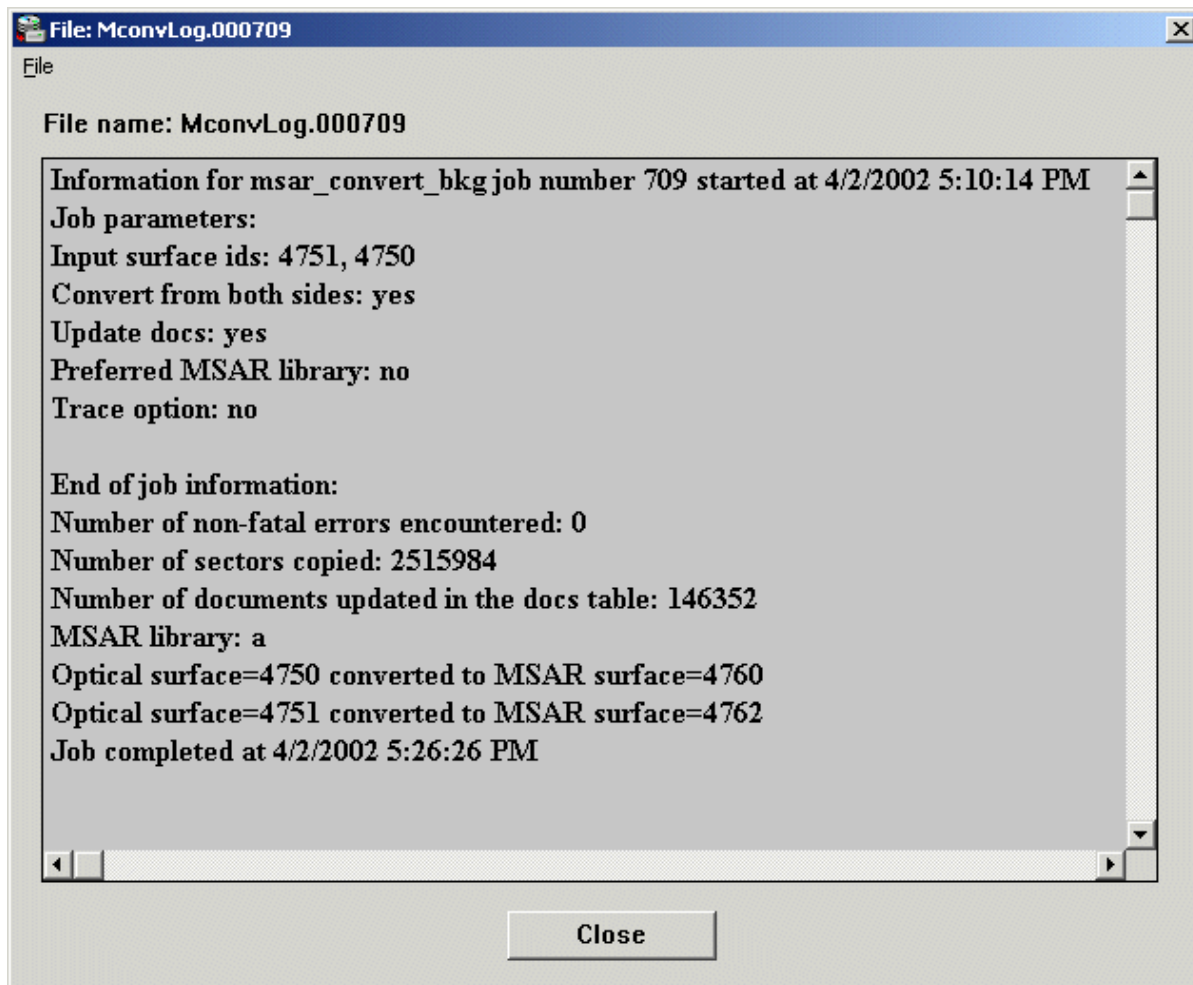 File: MconvLog.000709
File
File name: MconvLog.000709
Information for msar_convert_bkg job number 709 started at 4/2/2002 5:10:14 PM
Job parameters:
Input surface ids: 4751, 4750
Convert from both sides: yes
Update docs: yes
Preferred MSAR library: no
Trace option: no
End of job information:
Number of non-fatal errors encountered: 0
Number of sectors copied: 2515984
Number of documents updated in the docs table: 146352
MSAR library: a
Optical surface=4750 converted to MSAR surface=4760
Optical surface=4751 converted to MSAR surface=4762
Job completed at 4/2/2002 5:26:26 PM
Close